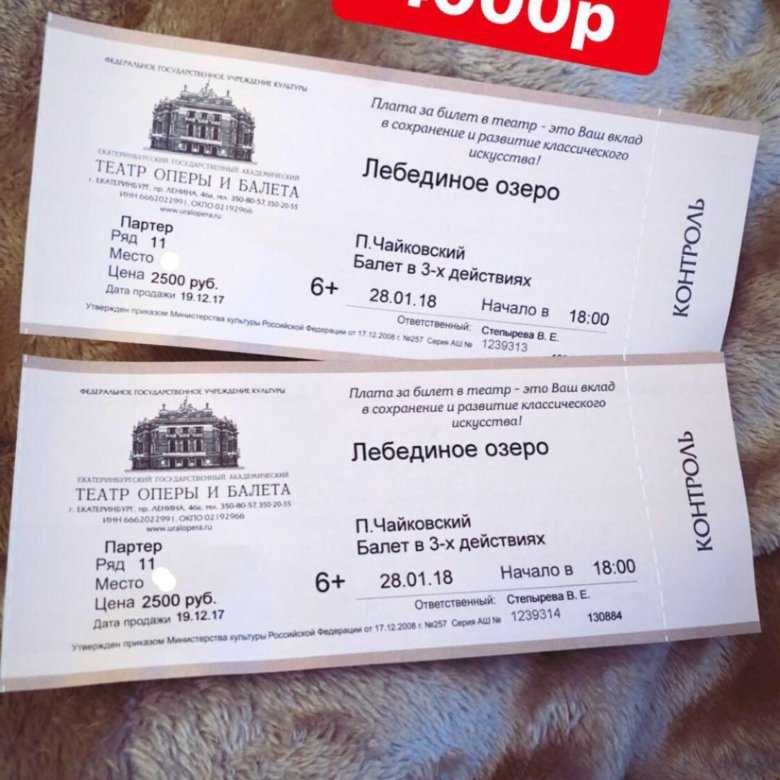 000р
ФЕДЕРАЛЬНОЕ ГОСУДАРСТВЕННОЕ УЧРЕЖДЕНИЕ КУЛЬТУРЫ
ЕКАТЕРИНБУРГСКИЙ ГОСУДАРСТВЕННЫЙ АКАДЕМИЧЕСКИЙ
ТЕАТР ОПЕРЫ И БАЛЕТА
г. ЕКАТЕРИНБУРГ, пр. ЛЕНИНА, 46а, тел. 350-80-57, 350-20-55
ИНН 6662022991, ОКПО 02192966
www.uralopera.ru
Партер
Ряд 11
Место
Цена 2500 руб.
Дата продажи 19.12.17
Плата за билет в театр - это Ваш вклад
в сохранение и развитие классического
искусства!
Лебединое озеро
П.Чайковский
Балет в 3-х действиях
6+ 28.01.18 Начало в 18:00
Ответственный: Степырева В. Е.
Утвержден приказом Министерства культуры Российской Федерации от 17.12.2008 г. №257 Серия АШ № 1239313
КОНТРОЛЬ
ФЕДЕРАЛЬНОЕ ГОСУДАРСТВЕННОЕ УЧРЕЖДЕНИЕ КУЛЬТУРЫ
ЕКАТЕРИНБУРГСКИЙ ГОСУДАРСТВЕННЫЙ АКАДЕМИЧЕСКИЙ
ТЕАТР ОПЕРЫ И БАЛЕТА
г. ЕКАТЕРИНБУРГ, пр. ЛЕНИНА, 46а, тел. 350-80-57, 350-20-55
ИНН 6662022991, ОКПО 02192966
www.uralopera.ru
Партер
Ряд 11
Место
Цена 2500 руб.
Дата продажи 19.12.17
Плата за билет в театр - это Ваш вклад
в сохранение и развитие классического
искусства!
Лебединое озеро
П.Чайковский
Балет в 3-х действиях
6+ 28.01.18 Начало в 18:00
Ответственный: Степырева В. Е.
Утвержден приказом Министерства культуры Российской Федерации от 17.12.2008 г. №257 Серия АШ № 1239314 130884
КОНТРОЛЬ